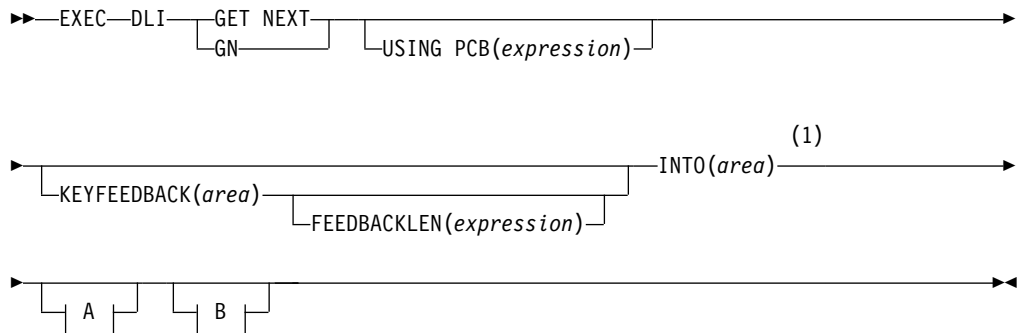 EXEC DLI GET NEXT
GN USING PCB(expression)
(1)
INTO(area)
KEYFEEDBACK(area)
FEEDBACKLEN(expression)
A B